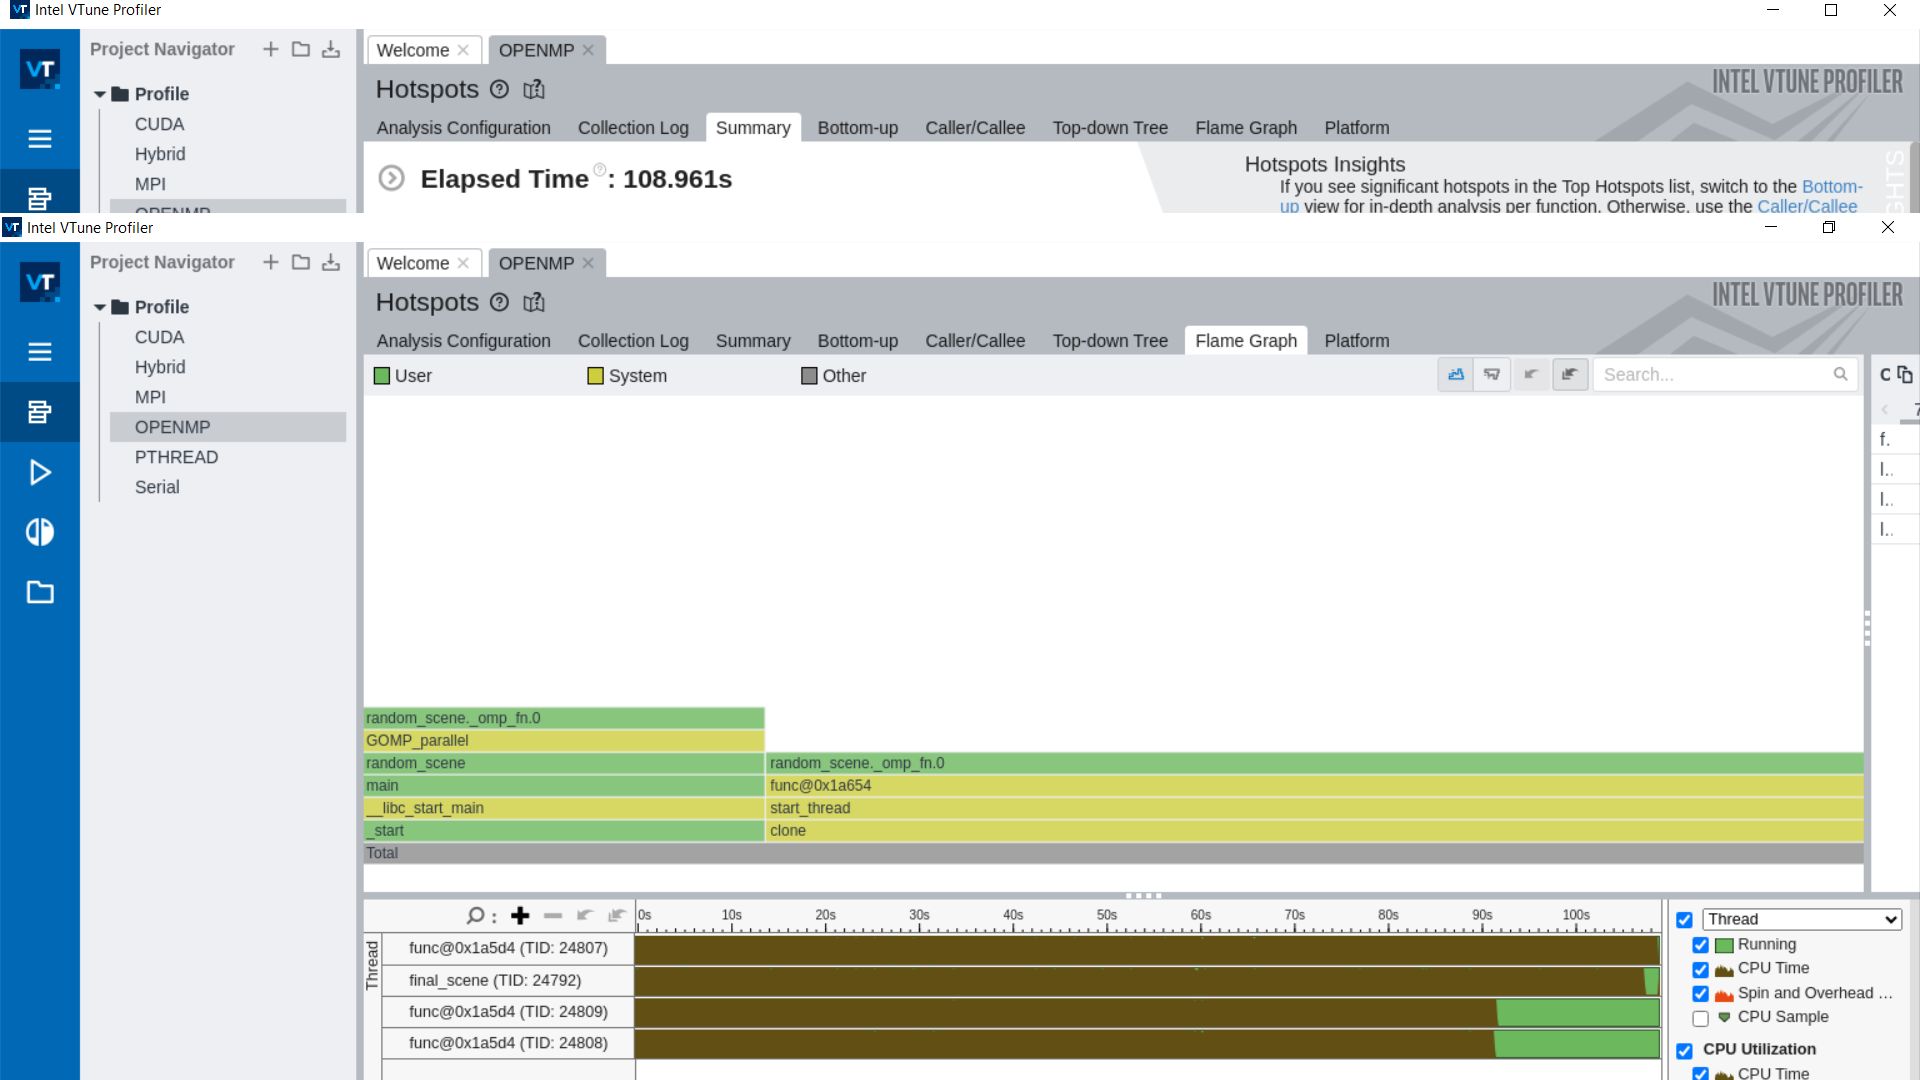 VT Intel VTune Profiler
VT
Project Navigator
Profile
CUDA
Hybrid
MPI
OPENMP
Welcome
OPENMP
Hotspots
INTEL VTUNE PROFILER
Analysis Configuration Collection Log Summary Bottom-up Caller/Callee Top-down Tree Flame Graph Platform
Elapsed Time : 108.961s
Hotspots Insights
If you see significant hotspots in the Top Hotspots list, switch to the Bottom-
up view for in-depth analysis per function. Otherwise, use the Caller/Callee
VT Intel VTune Profiler
VT
Project Navigator
Profile
CUDA
Hybrid
MPI
OPENMP
PTHREAD
Serial
Welcome
OPENMP
Hotspots
INTEL VTUNE PROFILER
Analysis Configuration Collection Log Summary Bottom-up Caller/Callee Top-down Tree Flame Graph Platform
User System Other
Search...
C
7
f.
l..
l..
l..
random_scene._omp_fn.0
GOMP_parallel
random_scene random_scene._omp_fn.0
main func@0x1a654
__libc_start_main start_thread
_start clone
Total
0s 10s 20s 30s 40s 50s 60s 70s 80s 90s 100s
Thread
func@0x1a5d4 (TID: 24807)
final_scene (TID: 24792)
func@0x1a5d4 (TID: 24809)
func@0x1a5d4 (TID: 24808)
Thread
Running
CPU Time
Spin and Overhead ...
CPU Sample
CPU Utilization
CPU Time